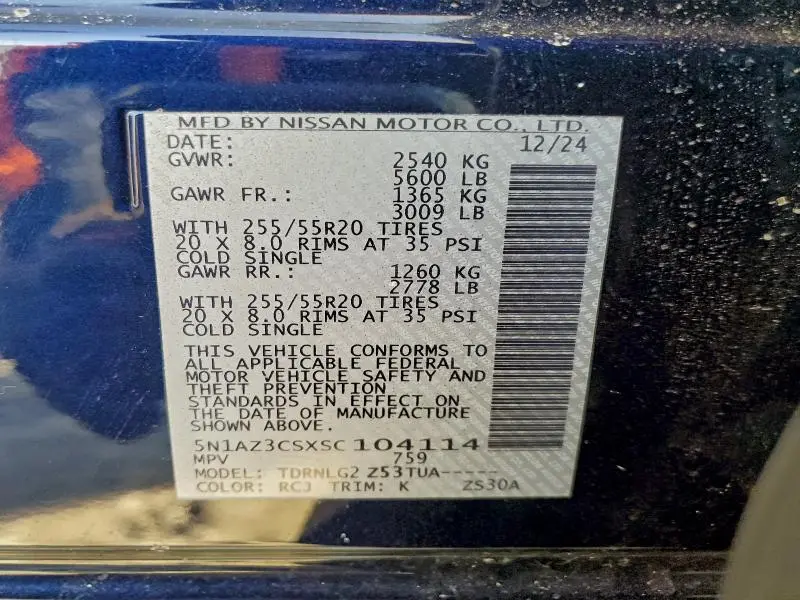 MFD BY NISSAN MOTOR CO., LTD.
DATE: 12/24
GVWR: 2540 KG
5600 LB
GAWR FR.: 1365 KG
3009 LB
WITH 255/55R20 TIRES
20 X 8.0 RIMS AT 35 PSI
COLD SINGLE
GAWR RR.: 1260 KG
2778 LB
WITH 255/55R20 TIRES
20 X 8.0 RIMS AT 35 PSI
COLD SINGLE
THIS VEHICLE CONFORMS TO
ALL APPLICABLE FEDERAL
MOTOR VEHICLE SAFETY AND
THEFT PREVENTION
STANDARDS IN EFFECT ON
THE DATE OF MANUFACTURE
SHOWN ABOVE.
5N1AZ3CSXSC104114
MPV 759
MODEL: TDRNLG2 Z53TUA-----
COLOR: RCJ TRIM: K ZS30A